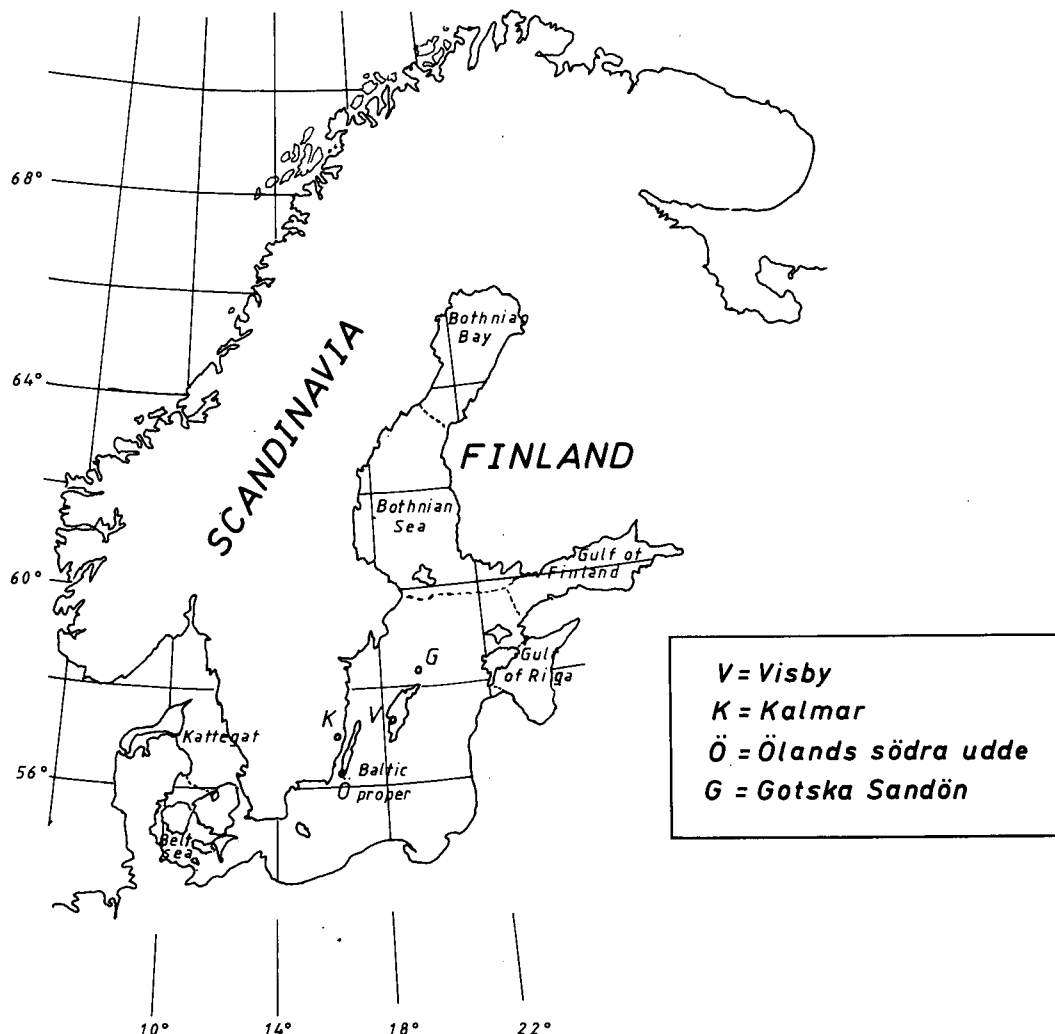 68°
64°
60°
56°
10°
14°
18°
22°
SCANDINAVIA
FINLAND
Bothnian
Bay
Bothnian
Sea
Gulf of
Finland
Gulf
of Riga
G
V
K
Ö
Kattegat
Baltic
proper
Belt
sea
V = Visby
K = Kalmar
Ö = Ölands södra udde
G = Gotska Sandön